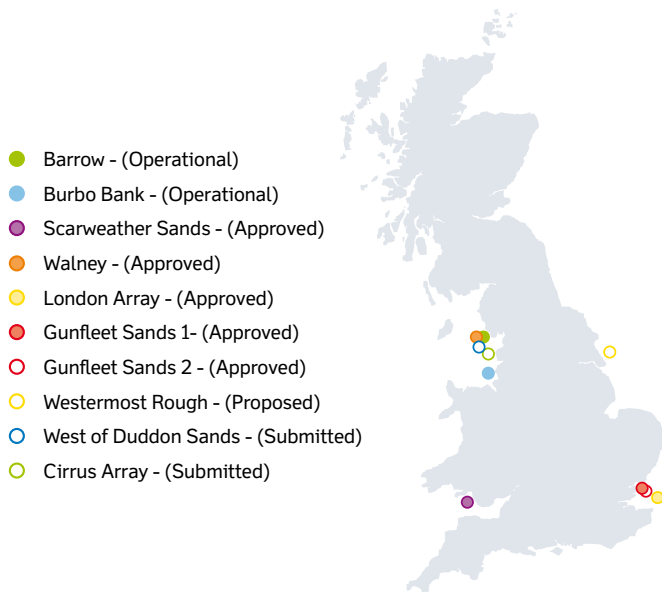 Barrow - (Operational)
Burbo Bank - (Operational)
Scarweather Sands - (Approved)
Walney - (Approved)
London Array - (Approved)
Gunfleet Sands 1- (Approved)
Gunfleet Sands 2 - (Approved)
Westermost Rough - (Proposed)
West of Duddon Sands - (Submitted)
Cirrus Array - (Submitted)